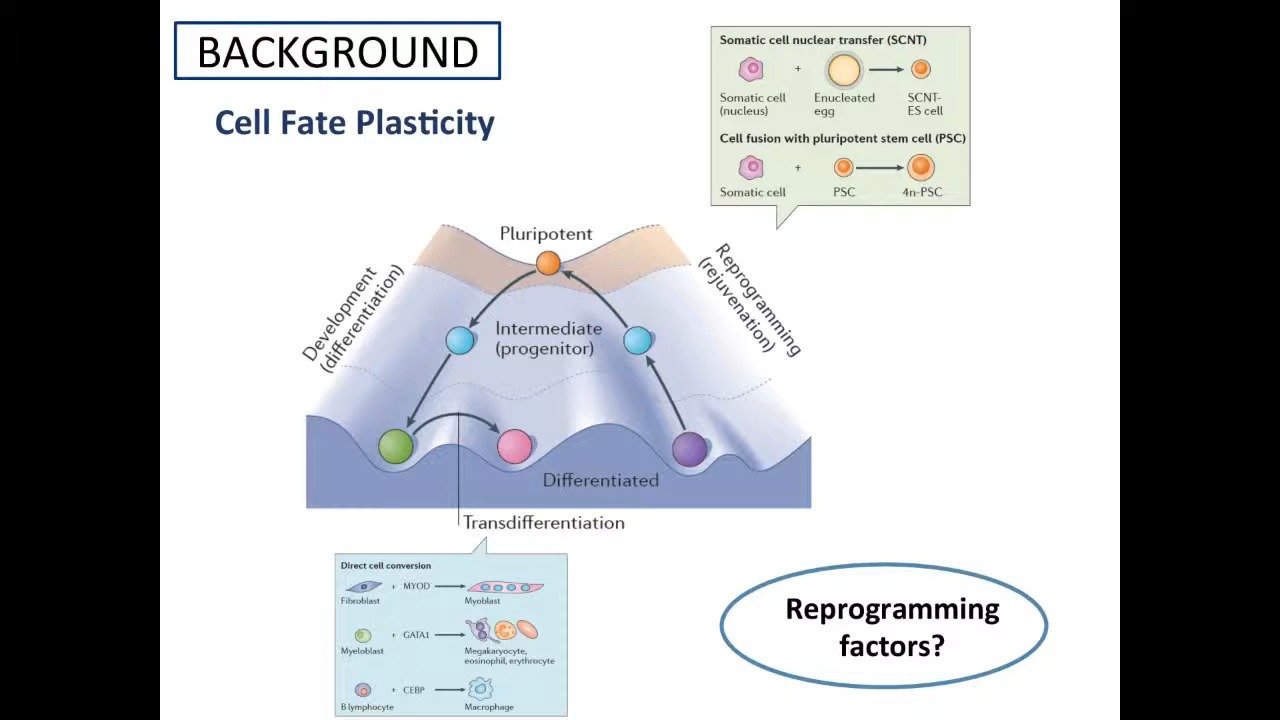 BACKGROUND
Cell Fate Plasticity
Somatic cell nuclear transfer (SCNT)
+
Somatic cell
(nucleus)
Enucleated
egg
SCNT-
ES cell
Cell fusion with pluripotent stem cell (PSC)
+
Somatic cell
PSC
4n-PSC
Pluripotent
Development
(differentiation)
Reprogramming
(rejuvenation)
Intermediate
(progenitor)
Differentiated
Transdifferentiation
Direct cell conversion
+ MYOD
Fibroblast
Myoblast
+ GATA1
Myeloblast
Megakaryocyte,
eosinophil, erythrocyte
+ CEBP
B lymphocyte
Macrophage
Reprogramming
factors?